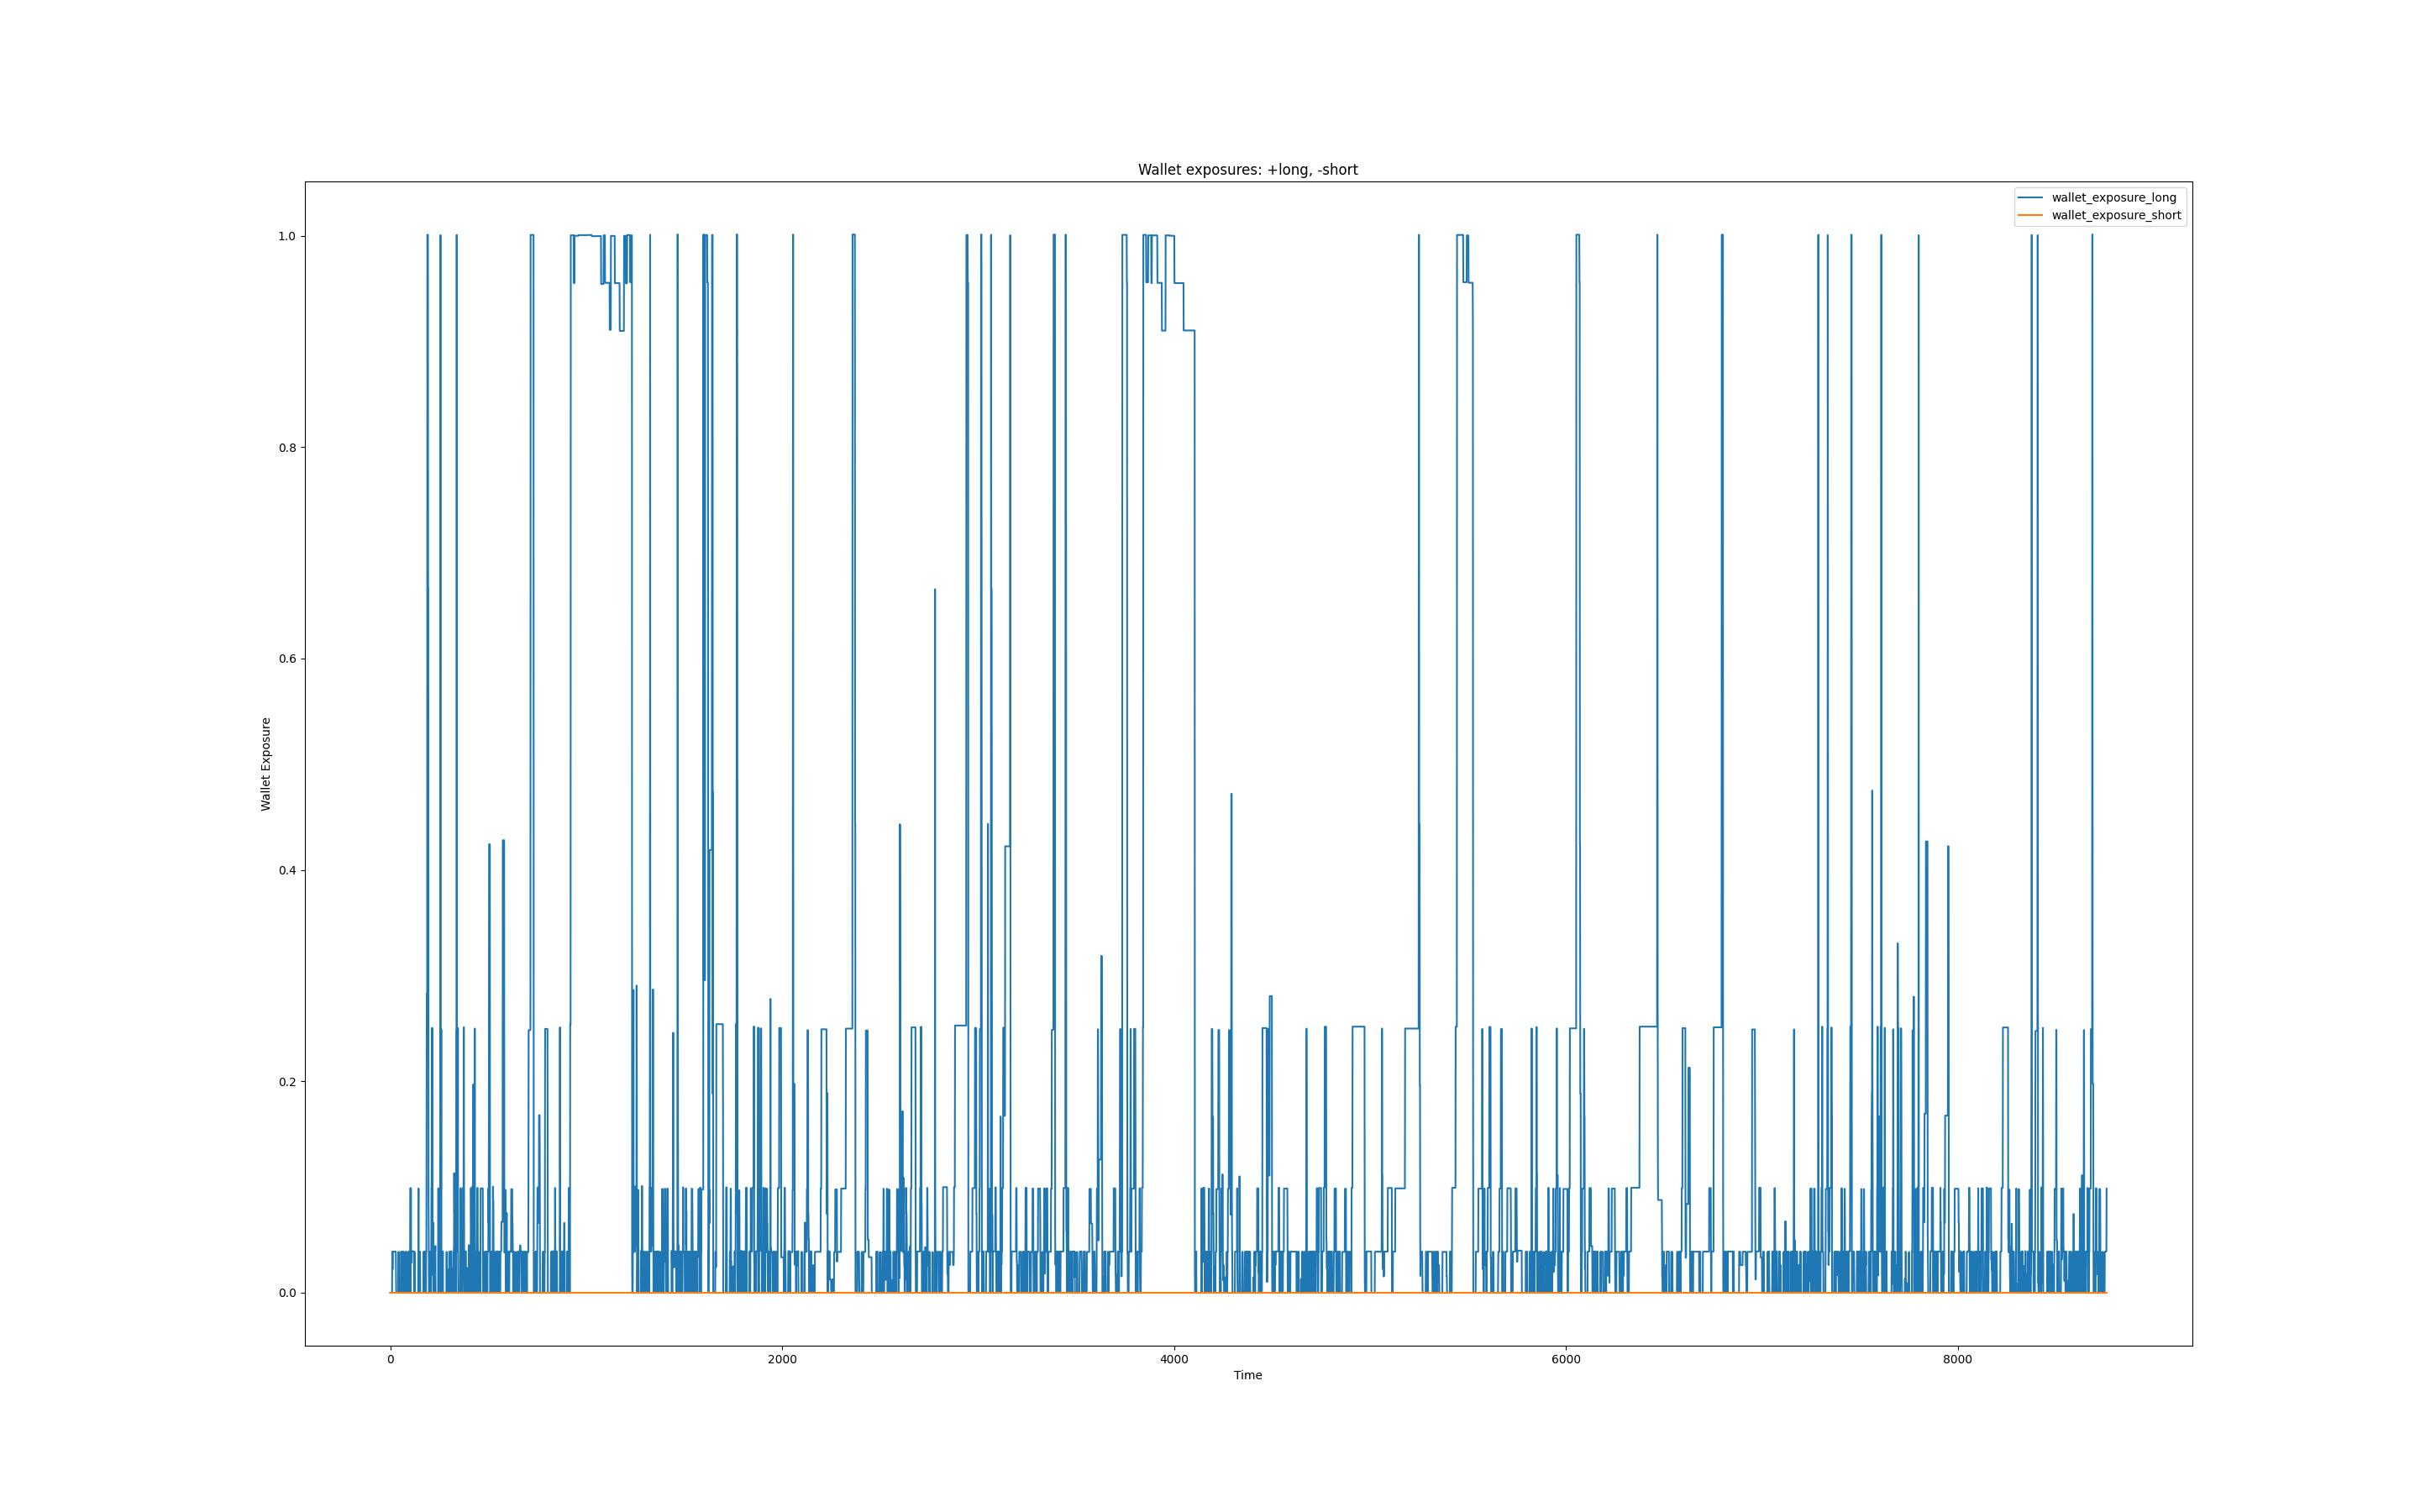 Wallet exposures: +long, -short
wallet_exposure_long
wallet_exposure_short
1.0
0.8
0.6
0.4
0.2
0.0
Wallet Exposure
0 2000 4000 6000 8000
Time